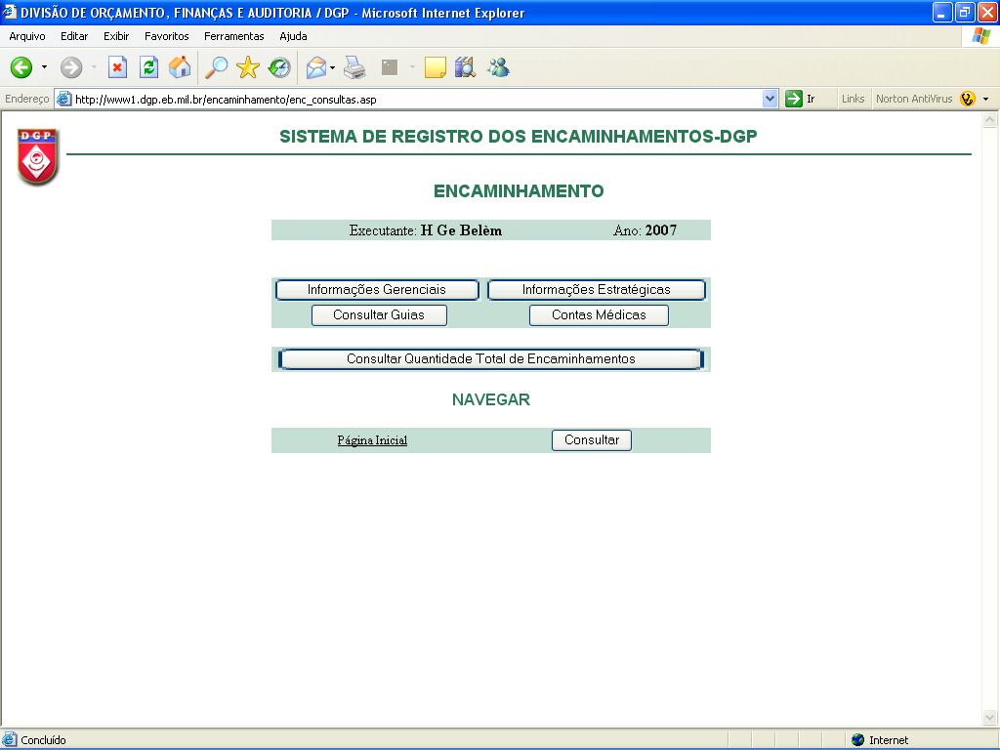 DIVISÃO DE ORÇAMENTO, FINANÇAS E AUDITORIA / DGP - Microsoft Internet Explorer
Arquivo Editar Exibir Favoritos Ferramentas Ajuda
Endereço http://www1.dgp.eb.mil.br/encaminhamento/enc_consultas.asp Ir Links Norton AntiVirus
DGP
SISTEMA DE REGISTRO DOS ENCAMINHAMENTOS-DGP
ENCAMINHAMENTO
Executante: H Ge Belèm Ano: 2007
Informações Gerenciais Informações Estratégicas
Consultar Guias Contas Médicas
Consultar Quantidade Total de Encaminhamentos
NAVEGAR
Página Inicial Consultar
Concluído Internet